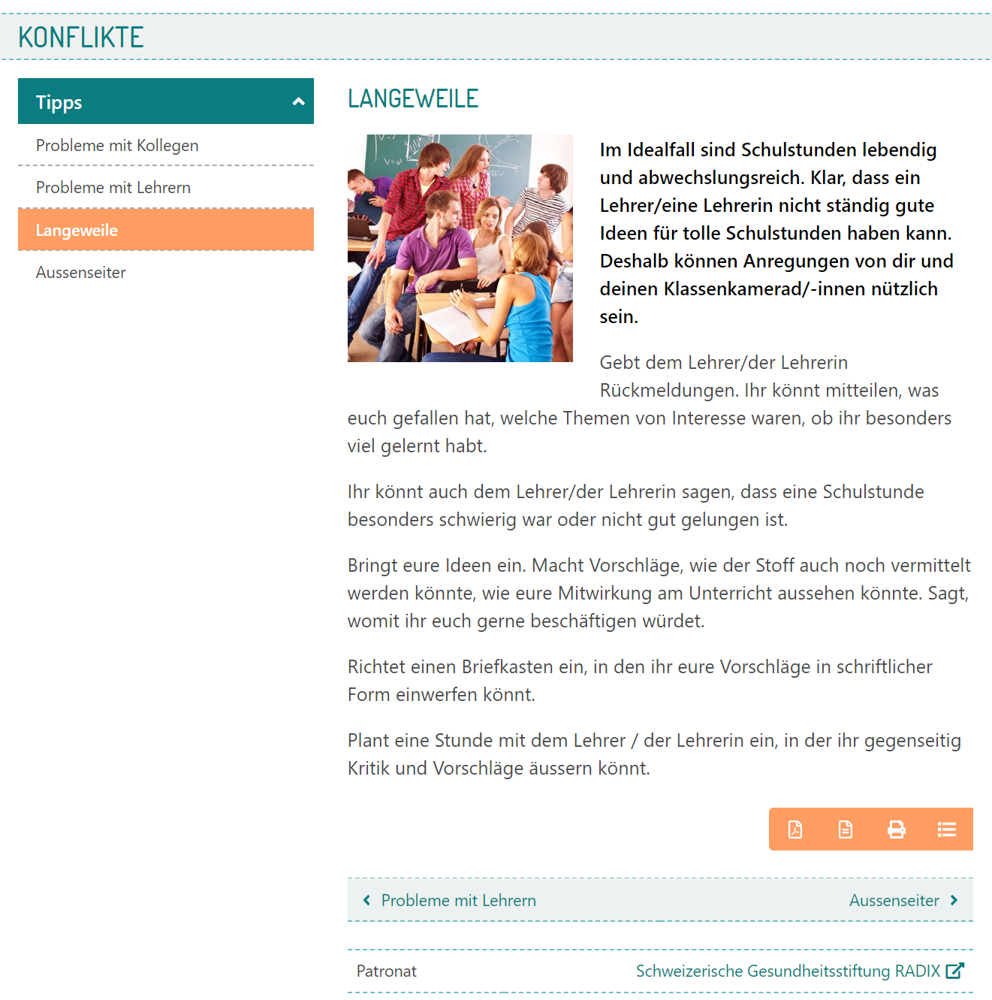 KONFLIKTE
Tipps
Probleme mit Kollegen
Probleme mit Lehrern
Langeweile
Aussenseiter
LANGEWEILE
Im Idealfall sind Schulstunden lebendig
und abwechslungsreich. Klar, dass ein
Lehrer/eine Lehrerin nicht ständig gute
Ideen für tolle Schulstunden haben kann.
Deshalb können Anregungen von dir und
deinen Klassenkamerad/-innen nützlich
sein.
Gebt dem Lehrer/der Lehrerin
Rückmeldungen. Ihr könnt mitteilen, was
euch gefallen hat, welche Themen von Interesse waren, ob ihr besonders
viel gelernt habt.
Ihr könnt auch dem Lehrer/der Lehrerin sagen, dass eine Schulstunde
besonders schwierig war oder nicht gut gelungen ist.
Bringt eure Ideen ein. Macht Vorschläge, wie der Stoff auch noch vermittelt
werden könnte, wie eure Mitwirkung am Unterricht aussehen könnte. Sagt,
womit ihr euch gerne beschäftigen würdet.
Richtet einen Briefkasten ein, in den ihr eure Vorschläge in schriftlicher
Form einwerfen könnt.
Plant eine Stunde mit dem Lehrer / der Lehrerin ein, in der ihr gegenseitig
Kritik und Vorschläge äussern könnt.
Probleme mit Lehrern
Aussenseiter
Patronat
Schweizerische Gesundheitsstiftung RADIX